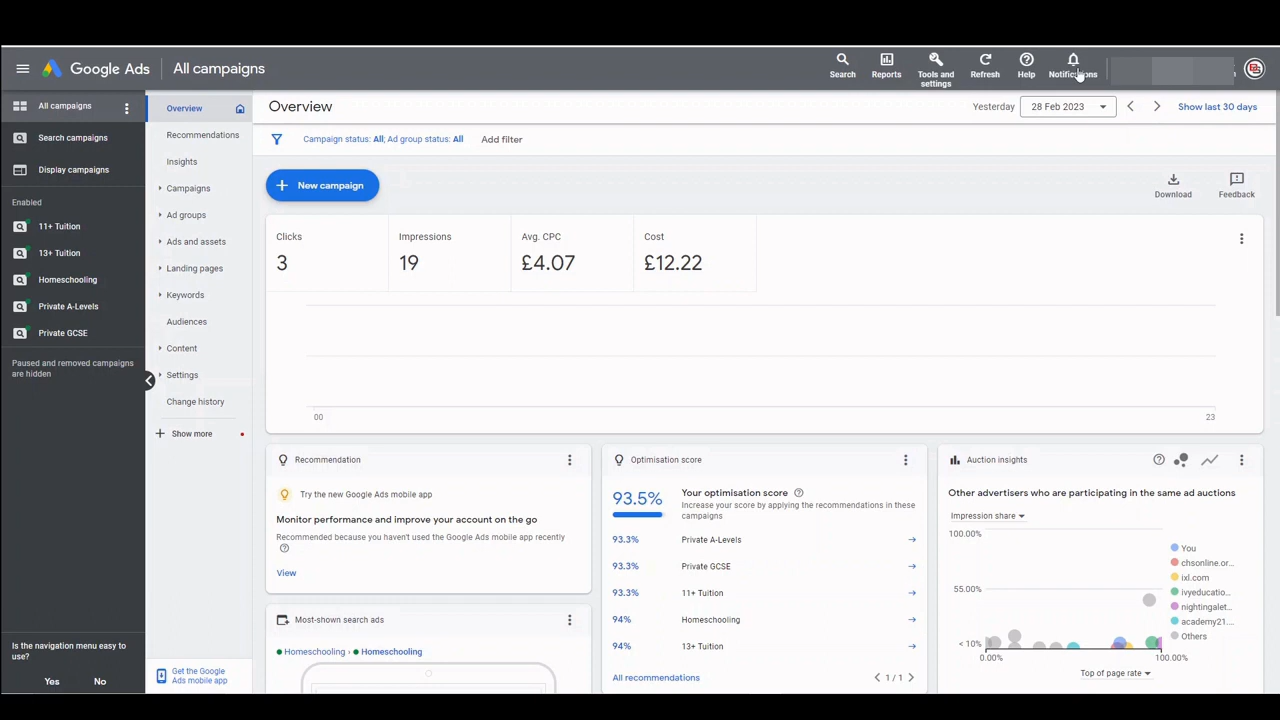 Google Ads
All campaigns
Search
Reports
Tools and
settings
Refresh
Help
Notifications
All campaigns
Search campaigns
Display campaigns
Enabled
11+ Tuition
13+ Tuition
Homeschooling
Private A-Levels
Private GCSE
Paused and removed campaigns
are hidden
Is the navigation menu easy to
use?
Yes No
Overview
Recommendations
Insights
Campaigns
Ad groups
Ads and assets
Landing pages
Keywords
Audiences
Content
Settings
Change history
Show more
Get the Google
Ads mobile app
Overview
Yesterday 28 Feb 2023 Show last 30 days
Campaign status: All; Ad group status: All Add filter
New campaign
Download Feedback
Clicks Impressions Avg. CPC Cost
3 19 £4.07 £12.22
00 23
Recommendation
Try the new Google Ads mobile app
Monitor performance and improve your account on the go
Recommended because you haven't used the Google Ads mobile app recently
View
Most-shown search ads
Homeschooling › Homeschooling
Optimisation score
93.5% Your optimisation score
Increase your score by applying the recommendations in these
campaigns
93.3% Private A-Levels
93.3% Private GCSE
93.3% 11+ Tuition
94% Homeschooling
94% 13+ Tuition
All recommendations 1 / 1
Auction insights
Other advertisers who are participating in the same ad auctions
Impression share
100.00%
55.00%
< 10%
0.00% 100.00%
Top of page rate
You
chsonline.or...
ixl.com
ivyeducatio...
nightingalet...
academy21....
Others